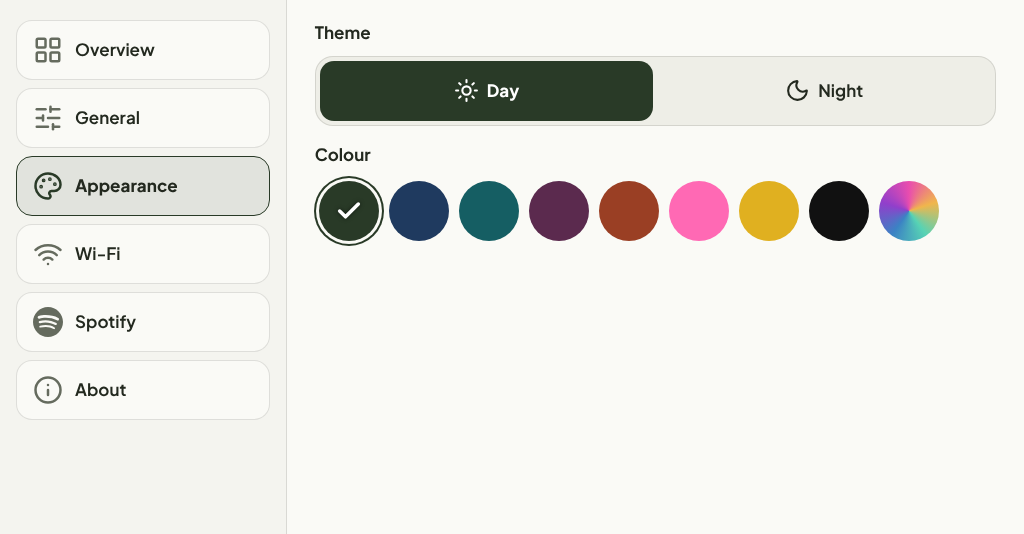 Overview
General
Appearance
Wi-Fi
Spotify
About
Theme
Day
Night
Colour